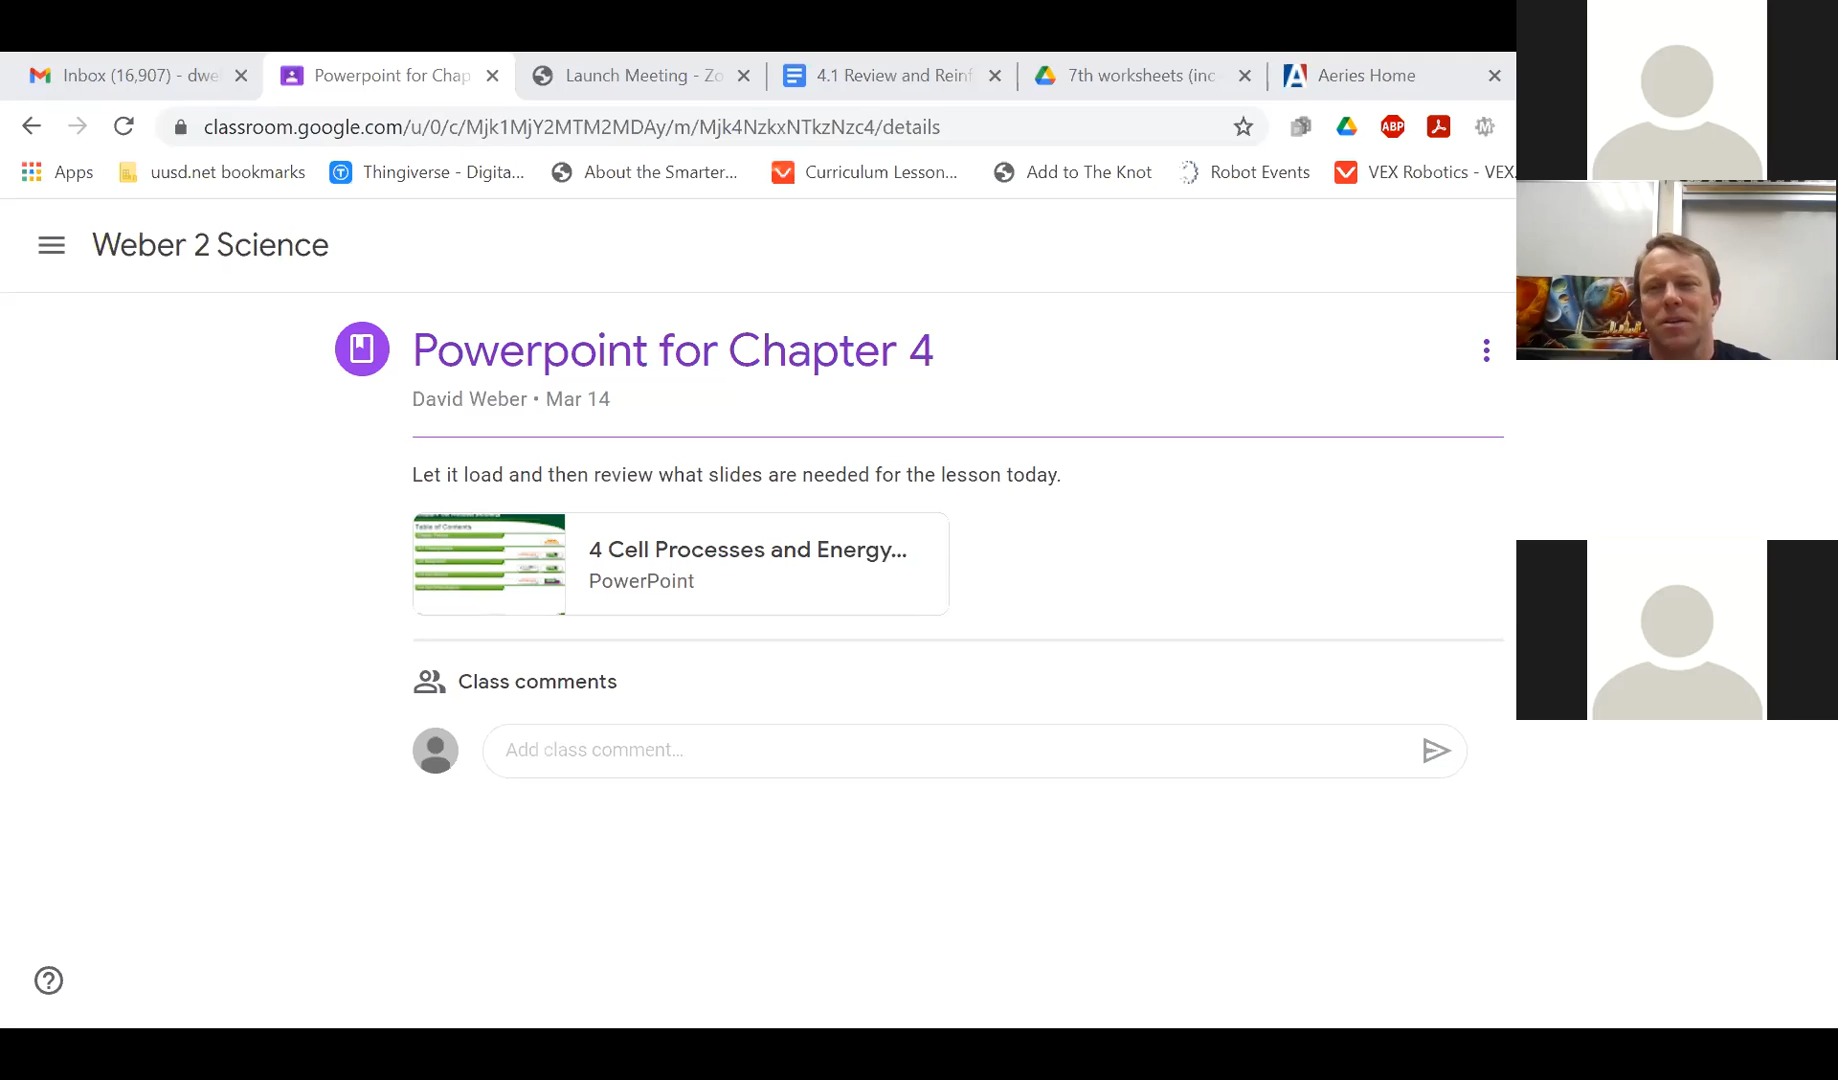 Inbox (16,907) - dwe
Powerpoint for Chap
Launch Meeting - Zo
4.1 Review and Reinf
7th worksheets (inc
Aeries Home
classroom.google.com/u/0/c/Mjk1MjY2MTM2MDAy/m/Mjk4NzkxNTkzNzc4/details
ABP
Apps
uusd.net bookmarks
Thingiverse - Digita...
About the Smarter...
Curriculum Lesson...
Add to The Knot
Robot Events
VEX Robotics - VEX
Weber 2 Science
Powerpoint for Chapter 4
David Weber • Mar 14
Let it load and then review what slides are needed for the lesson today.
Table of Contents
4 Cell Processes and Energy...
PowerPoint
Class comments
Add class comment...